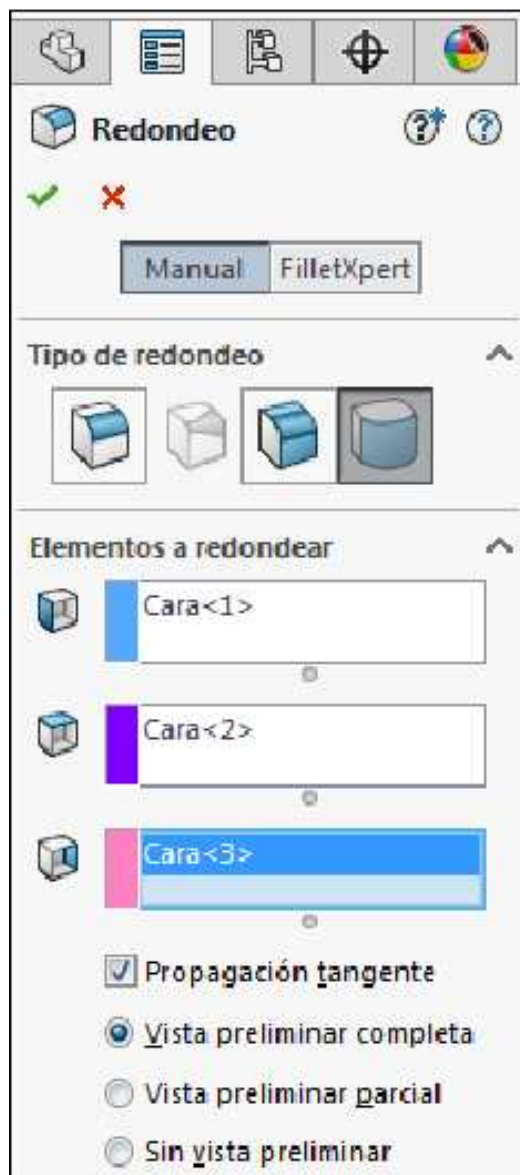 Redondeo
Manual FilletXpert
Tipo de redondeo
Elementos a redondear
Cara<1>
Cara<2>
Cara<3>
Propagación tangente
Vista preliminar completa
Vista preliminar parcial
Sin vista preliminar